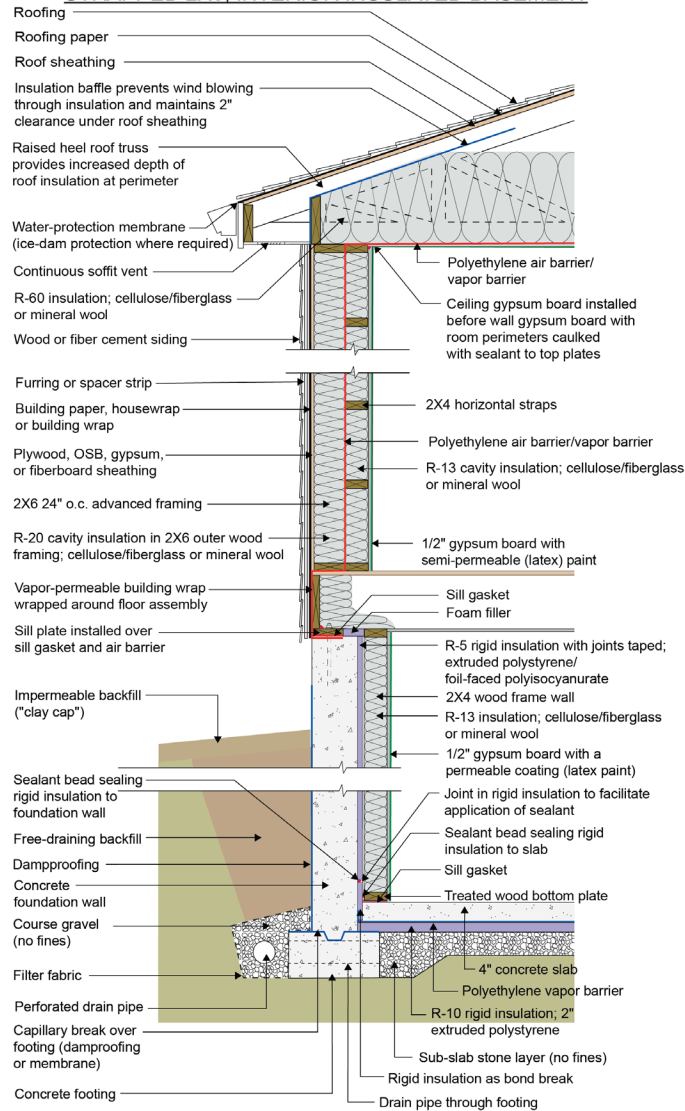 Roofing
Roofing paper
Roof sheathing
Insulation baffle prevents wind blowing
through insulation and maintains 2"
clearance under roof sheathing
Raised heel roof truss
provides increased depth of
roof insulation at perimeter
Water-protection membrane
(ice-dam protection where required)
Continuous soffit vent
R-60 insulation; cellulose/fiberglass
or mineral wool
Wood or fiber cement siding
Furring or spacer strip
Building paper, housewrap
or building wrap
Plywood, OSB, gypsum,
or fiberboard sheathing
2X6 24" o.c. advanced framing
R-20 cavity insulation in 2X6 outer wood
framing; cellulose/fiberglass or mineral wool
Vapor-permeable building wrap
wrapped around floor assembly
Sill plate installed over
sill gasket and air barrier
Impermeable backfill
("clay cap")
Sealant bead sealing
rigid insulation to
foundation wall
Free-draining backfill
Dampproofing
Concrete
foundation wall
Course gravel
(no fines)
Filter fabric
Perforated drain pipe
Capillary break over
footing (dampproofing
or membrane)
Concrete footing
Polyethylene air barrier/
vapor barrier
Ceiling gypsum board installed
before wall gypsum board with
room perimeters caulked
with sealant to top plates
2X4 horizontal straps
Polyethylene air barrier/vapor barrier
R-13 cavity insulation; cellulose/fiberglass
or mineral wool
1/2" gypsum board with
semi-permeable (latex) paint
Sill gasket
Foam filler
R-5 rigid insulation with joints taped;
extruded polystyrene/
foil-faced polyisocyanurate
2X4 wood frame wall
R-13 insulation; cellulose/fiberglass
or mineral wool
1/2" gypsum board with a
permeable coating (latex paint)
Joint in rigid insulation to facilitate
application of sealant
Sealant bead sealing rigid
insulation to slab
Sill gasket
Treated wood bottom plate
4" concrete slab
Polyethylene vapor barrier
R-10 rigid insulation; 2"
extruded polystyrene
Sub-slab stone layer (no fines)
Rigid insulation as bond break
Drain pipe through footing